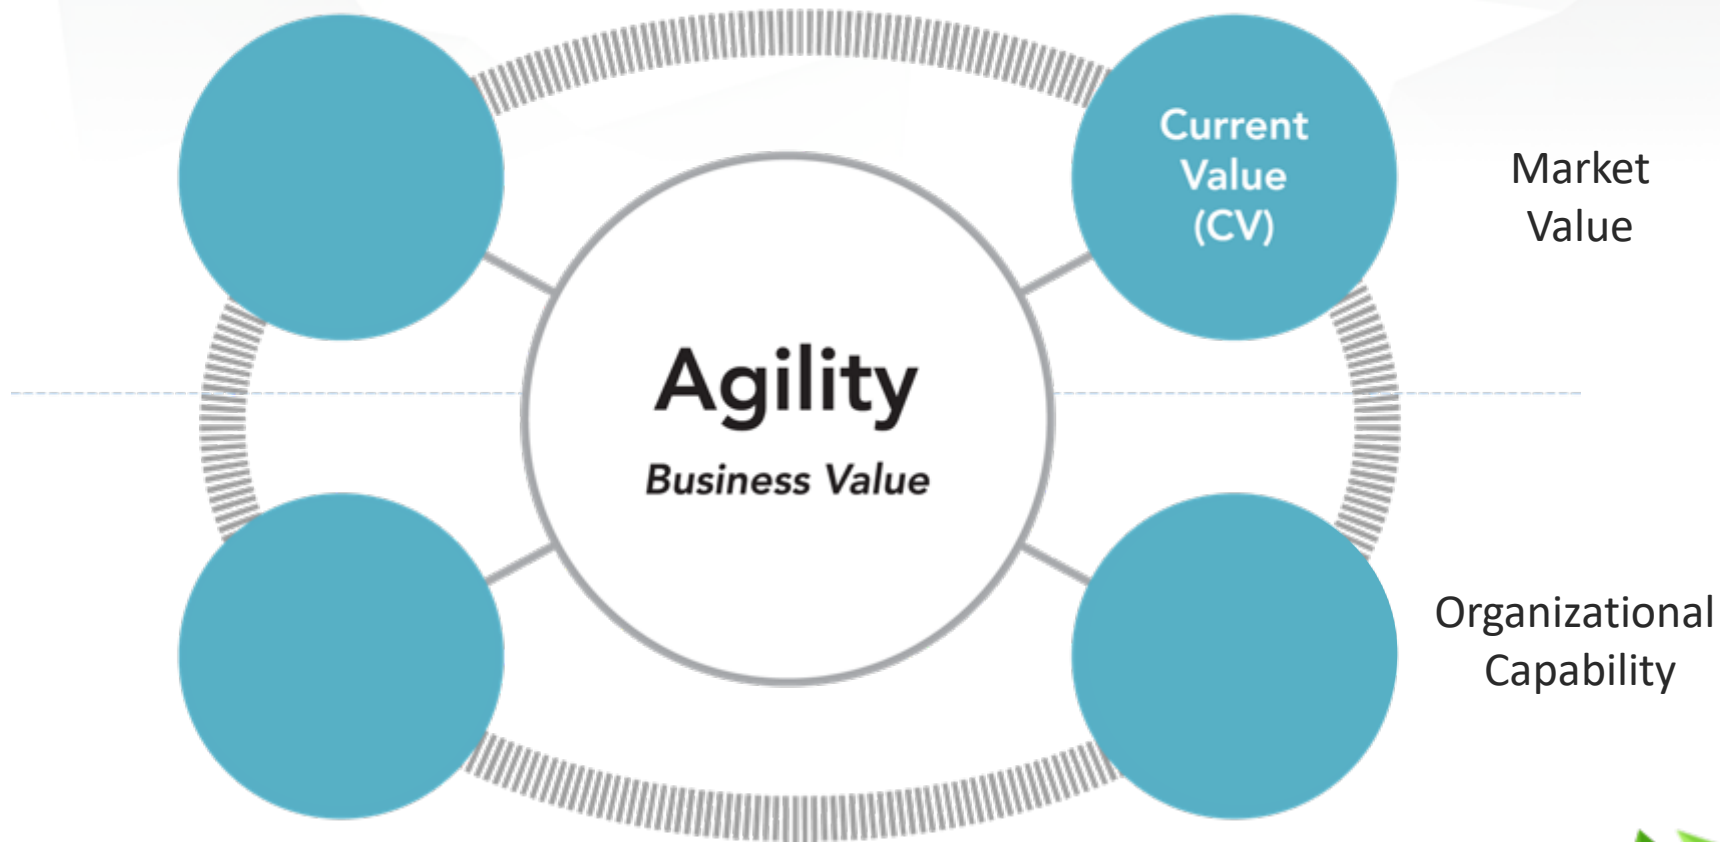 Current
Value
(CV)
Market
Value
Agility
Business Value
Organizational
Capability